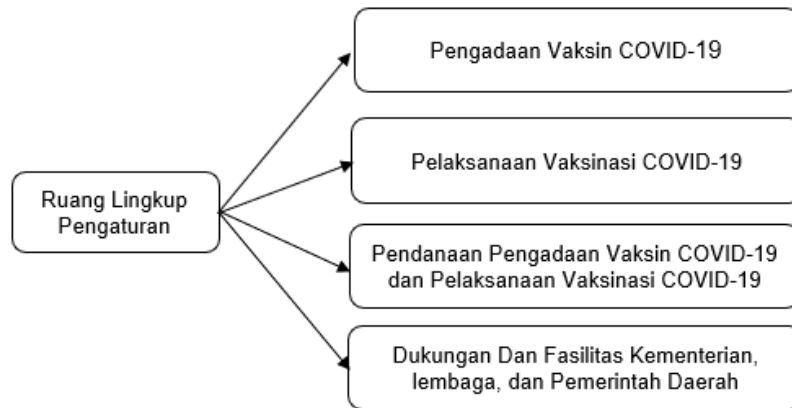 Pengadaan Vaksin COVID-19
Pelaksanaan Vaksinasi COVID-19
Ruang Lingkup
Pengaturan
Pendanaan Pengadaan Vaksin COVID-19
dan Pelaksanaan Vaksinasi COVID-19
Dukungan Dan Fasilitas Kementerian,
lembaga, dan Pemerintah Daerah